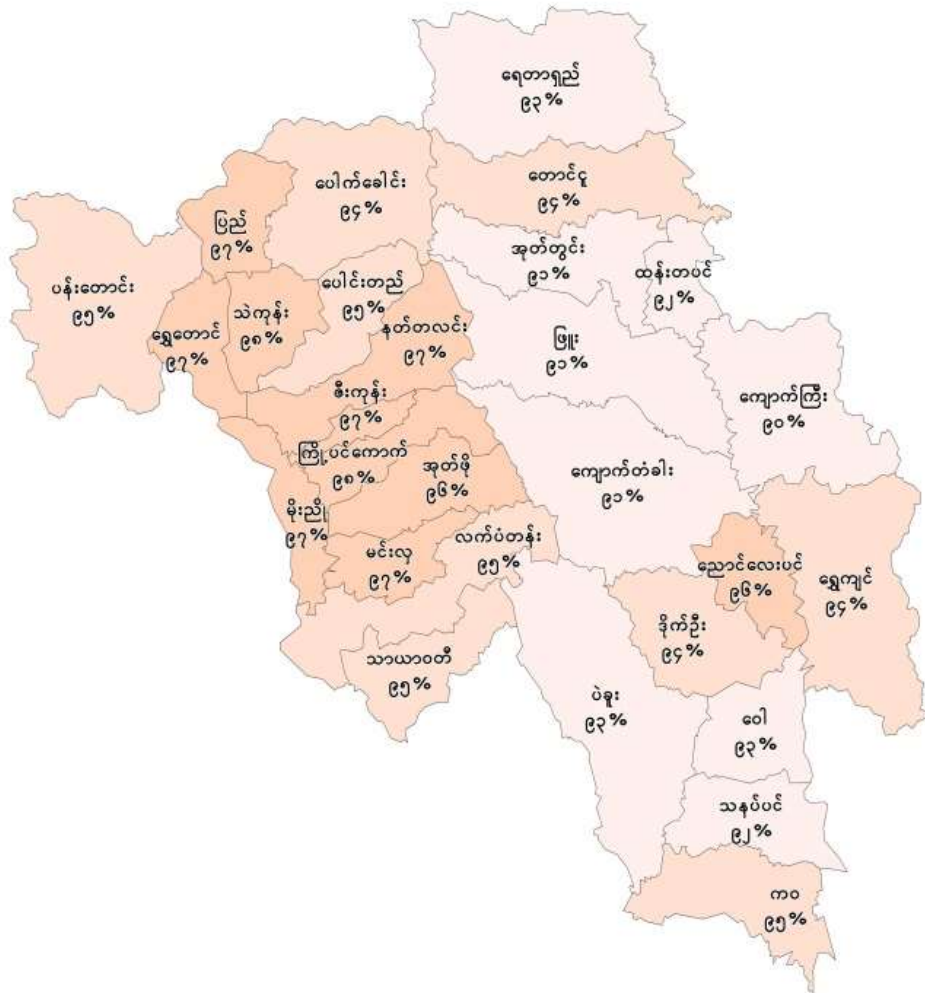 ရေတာရှည်
၉၃%
တောင်ငူ
၉၄%
ပေါက်ခေါင်း
၉၄%
ပြည်
၉၇%
အုတ်တွင်း
၉၁%
ထန်းတပင်
၉၂%
ပန်းတောင်း
၉၅%
ပေါင်းတည်
၉၅%
သဲကုန်း
၉၈%
ရွှေတောင်
၉၇%
နတ်တလင်း
၉၇%
ဖြူး
၉၁%
ဇီးကုန်း
၉၇%
ကျောက်ကြီး
၉၀%
ကြို့ပင်ကောက်
၉၈%
အုတ်ဖို
၉၆%
ကျောက်တံခါး
၉၁%
မိုးညို
၉၇%
မင်းလှ
၉၇%
လက်ပံတန်း
၉၅%
ညောင်လေးပင်
၉၆%
ရွှေကျင်
၉၄%
ဒိုက်ဦး
၉၄%
သာယာဝတီ
၉၅%
ပဲခူး
၉၃%
ဝေါ
၉၃%
သနပ်ပင်
၉၂%
ကဝ
၉၅%